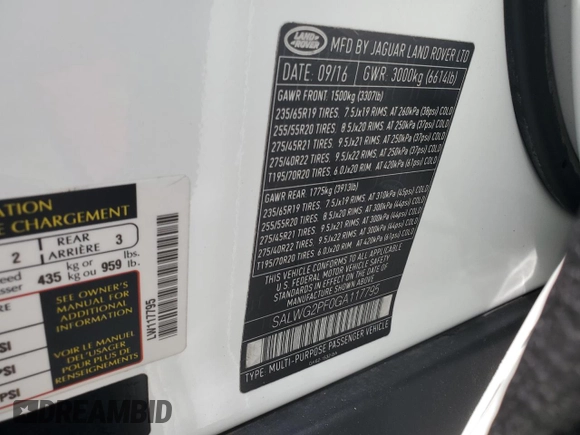 ATION
E CHARGEMENT
2 REAR ARRIÈRE 3
435 kg or kg ou 959 lbs. lb.
SEE OWNER'S
MANUAL FOR
ADDITIONAL
INFORMATION
VOIR LE MANUEL
DE L'USAGER
POUR PLUS DE
RENSEIGNEMENTS
PSI
PSI
LW117795
LAND ROVER
MFD BY JAGUAR LAND ROVER LTD
DATE: 09/16 GWR: 3000kg (6614lb)
GAWR FRONT 1500kg (3307lb)
235/65R19 TIRES, 7.5Jx19 RIMS, AT 260kPa (38psi) COLD
255/55R20 TIRES, 8.5Jx20 RIMS, AT 250kPa (37psi) COLD
275/45R21 TIRES, 9.5Jx21 RIMS, AT 250kPa (37psi) COLD
275/40R22 TIRES, 9.5Jx22 RIMS, AT 250kPa (37psi) COLD
T195/70R20 TIRES, 6.0Jx20 RIM, AT 420kPa (61psi) COLD
GAWR REAR 1775kg (3913lb)
235/65R19 TIRES, 7.5Jx19 RIMS, AT 310kPa (45psi) COLD
255/55R20 TIRES, 8.5Jx20 RIMS, AT 300kPa (44psi) COLD
275/45R21 TIRES, 9.5Jx21 RIMS, AT 300kPa (44psi) COLD
275/40R22 TIRES, 9.5Jx22 RIMS, AT 300kPa (44psi) COLD
T195/70R20 TIRES, 6.0Jx20 RIM, AT 420kPa (61psi) COLD
THIS VEHICLE CONFORMS TO ALL APPLICABLE
U.S. FEDERAL MOTOR VEHICLE
STANDARDS IN EFFECT ON THE DATE OF
MANUFACTURE SHOWN ABOVE.
SALWG2PF0GA117795
TYPE: MULTI-PURPOSE PASSENGER VEHICLE
DREAMBID